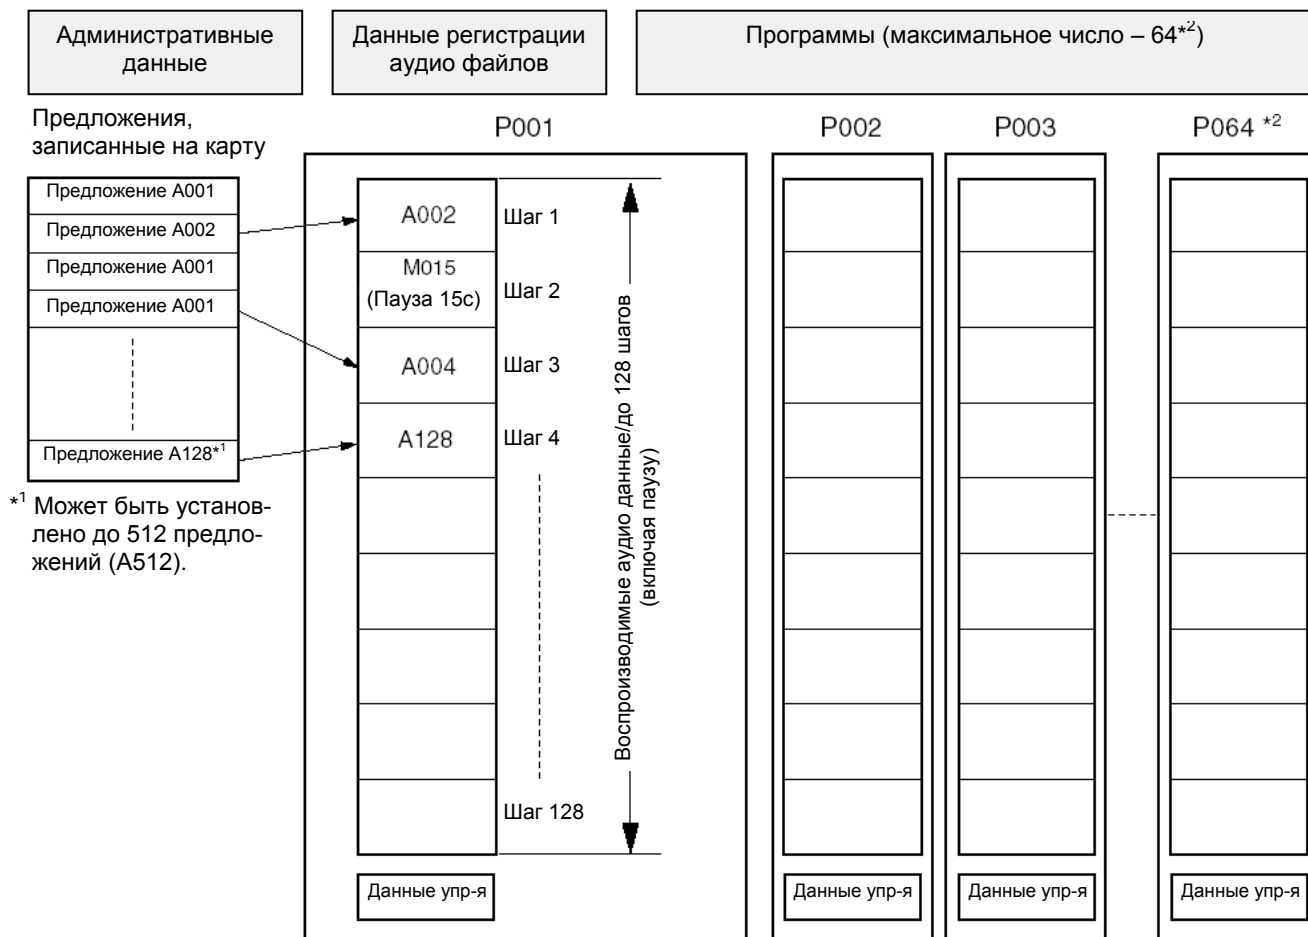 Административные
данные
Данные регистрации
аудио файлов
Программы (максимальное число – 64*2)
Предложения,
записанные на карту
P001
P002
P003
P064 *2
Предложение A001
Предложение A002
Предложение A001
Предложение A001
Предложение A128*1
*1 Может быть установ-
лено до 512 предло-
жений (A512).
A002
Шаг 1
M015
(Пауза 15с)
Шаг 2
A004
Шаг 3
A128
Шаг 4
Шаг 128
Воспроизводимые аудио данные/до 128 шагов
(включая паузу)
Данные упр-я
Данные упр-я
Данные упр-я
Данные упр-я